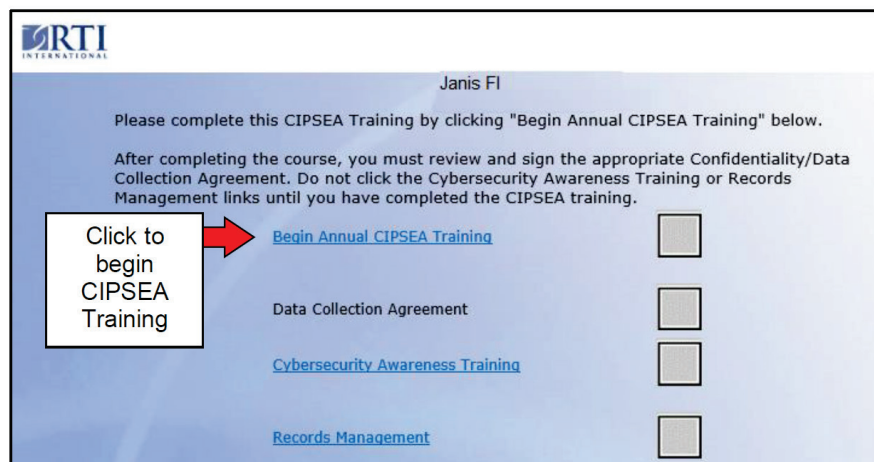 RTI
INTERNATIONAL
Janis FI
Please complete this CIPSEA Training by clicking "Begin Annual CIPSEA Training" below.
After completing the course, you must review and sign the appropriate Confidentiality/Data
Collection Agreement. Do not click the Cybersecurity Awareness Training or Records
Management links until you have completed the CIPSEA training.
Click to
begin
CIPSEA
Training
Begin Annual CIPSEA Training
Data Collection Agreement
Cybersecurity Awareness Training
Records Management